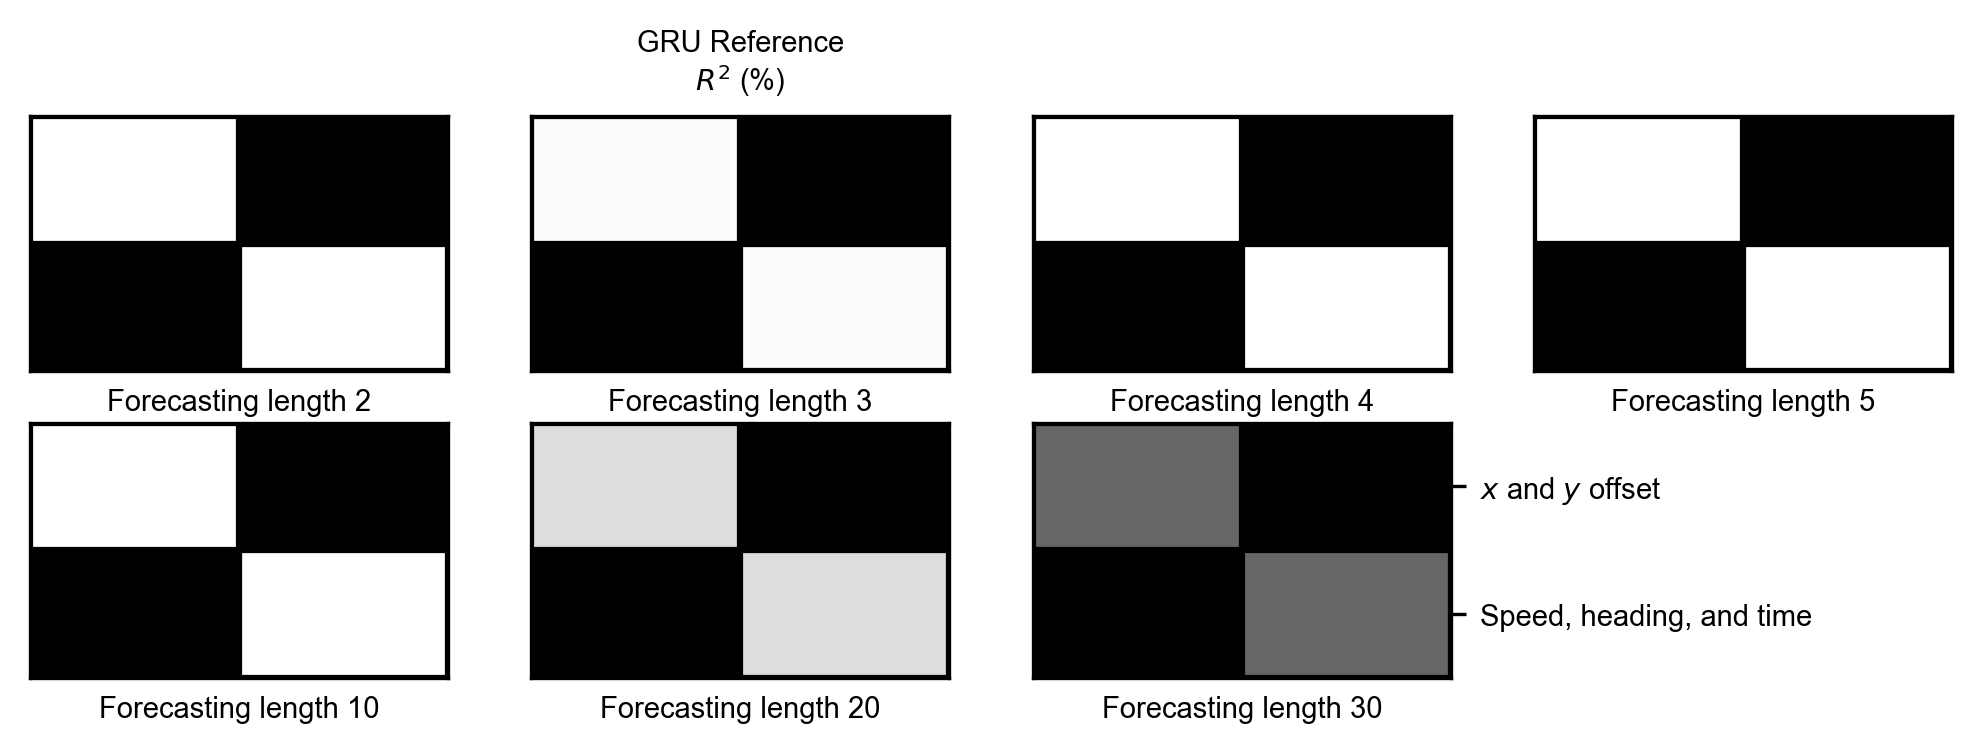 GRU Reference
R² (%)
Forecasting length 2
Forecasting length 3
Forecasting length 4
Forecasting length 5
x and y offset
Speed, heading, and time
Forecasting length 10
Forecasting length 20
Forecasting length 30